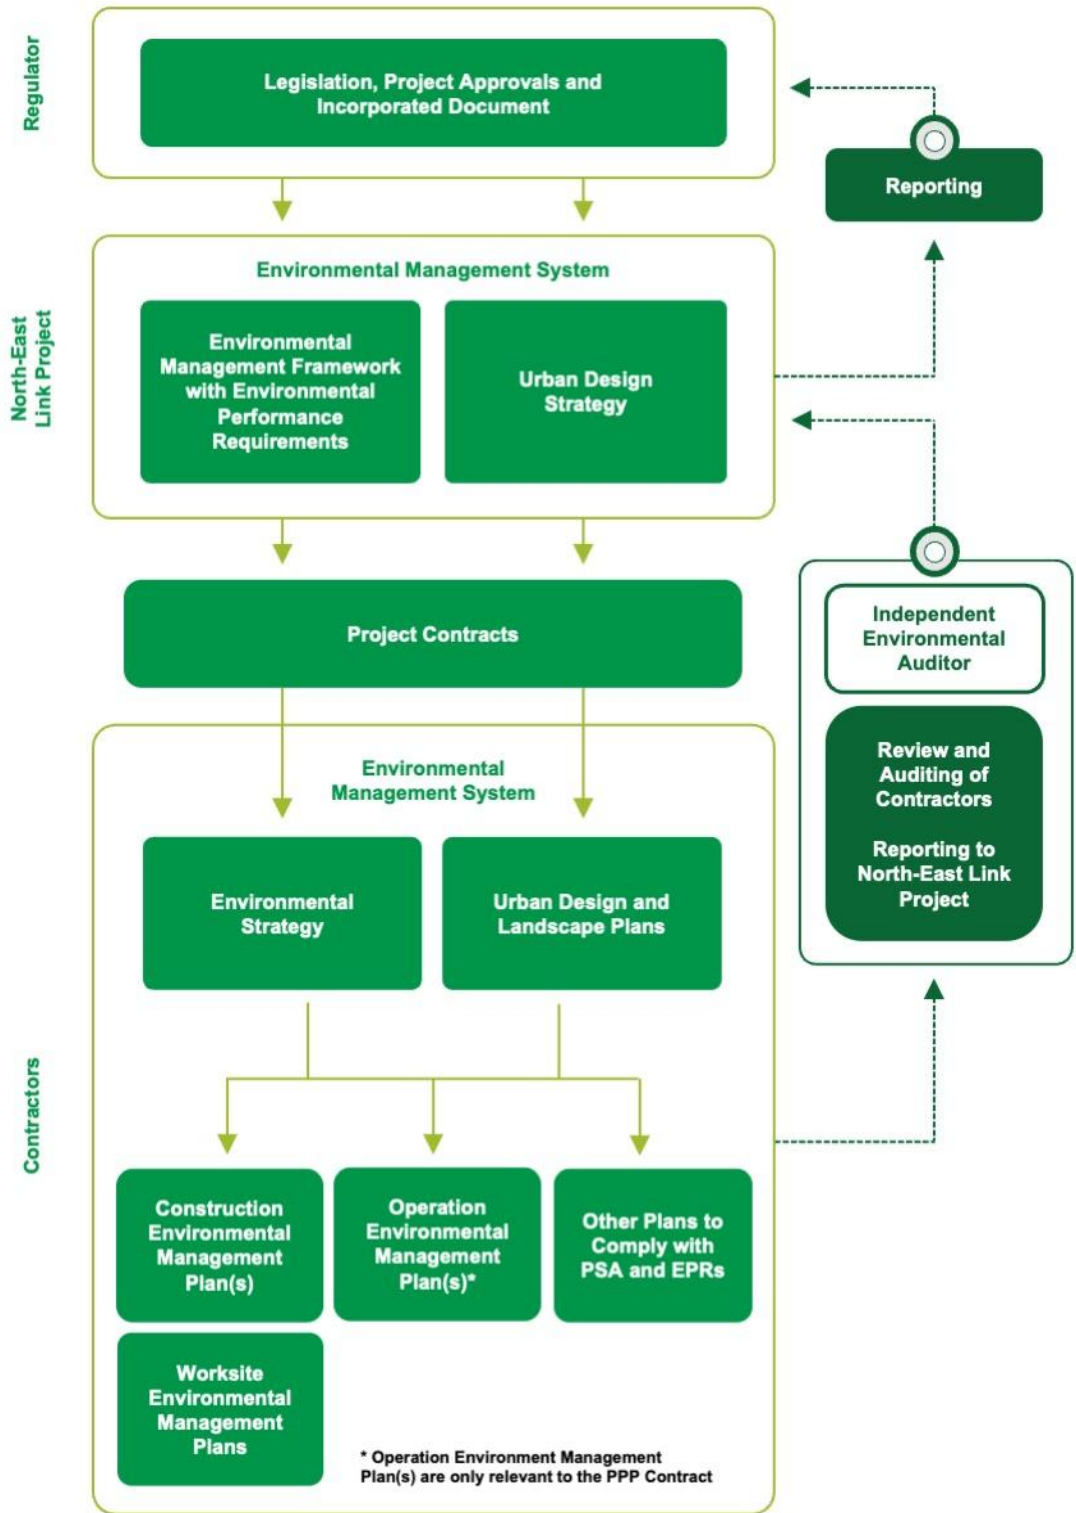 Regulator
Legislation, Project Approvals and
Incorporated Document
Reporting
North-East
Link Project
Environmental Management System
Environmental
Management Framework
with Environmental
Performance
Requirements
Urban Design
Strategy
Project Contracts
Independent
Environmental
Auditor
Review and
Auditing of
Contractors
Reporting to
North-East Link
Project
Contractors
Environmental
Management System
Environmental
Strategy
Urban Design and
Landscape Plans
Construction
Environmental
Management
Plan(s)
Operation
Environmental
Management
Plan(s)*
Other Plans to
Comply with
PSA and EPRs
Worksite
Environmental
Management
Plans
* Operation Environment Management
Plan(s) are only relevant to the PPP Contract